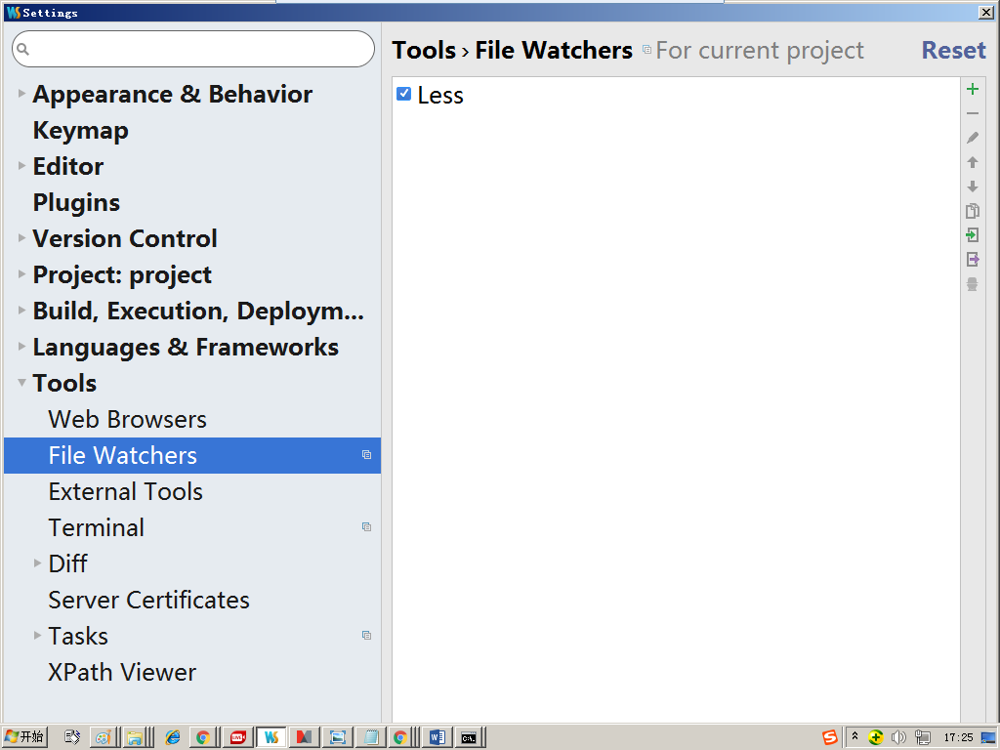 Settings
Tools › File Watchers For current project Reset
Appearance & Behavior
Keymap
Editor
Plugins
Version Control
Project: project
Build, Execution, Deploym...
Languages & Frameworks
Tools
Web Browsers
File Watchers
External Tools
Terminal
Diff
Server Certificates
Tasks
XPath Viewer
Less
开始
17:25